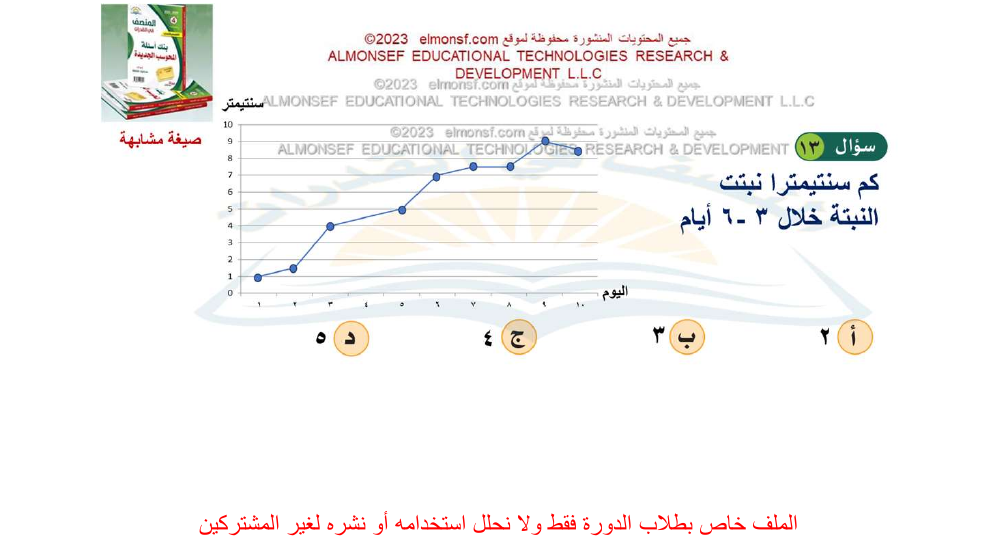 جميع المحتويات المنشورة محفوظة لموقع elmonsf.com ©2023
ALMONSEF EDUCATIONAL TECHNOLOGIES RESEARCH &
DEVELOPMENT L.L.C
جميع المحتويات المنشورة محفوظة لموقع elmonsf.com ©2023
ALMONSEF EDUCATIONAL TECHNOLOGIES RESEARCH & DEVELOPMENT L.L.C
جميع المحتويات المنشورة محفوظة لموقع elmonsf.com ©2023
ALMONSEF EDUCATIONAL TECHNOLOGIES RESEARCH & DEVELOPMENT
المنصف
بنك اسئلة
المحوسب الجديدة
صيغة مشابهة
سؤال ١٣
كم سنتيمترا نبتت
النبتة خلال ٣ - ٦ أيام
سنتيمتر
10
9
8
7
6
5
4
3
2
1
0
١ ٢ ٣ ٤ ٥ ٦ ٧ ٨ ٩ ١٠
اليوم
أ ٢
ب ٣
ج ٤
د ٥
الملف خاص بطلاب الدورة فقط ولا نحلل استخدامه أو نشره لغير المشتركين